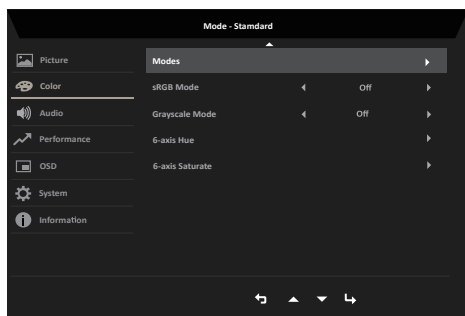 Mode - Stamdard
Picture
Color
Audio
Performance
OSD
System
Information
Modes
sRGB Mode Off
Grayscale Mode Off
6-axis Hue
6-axis Saturate